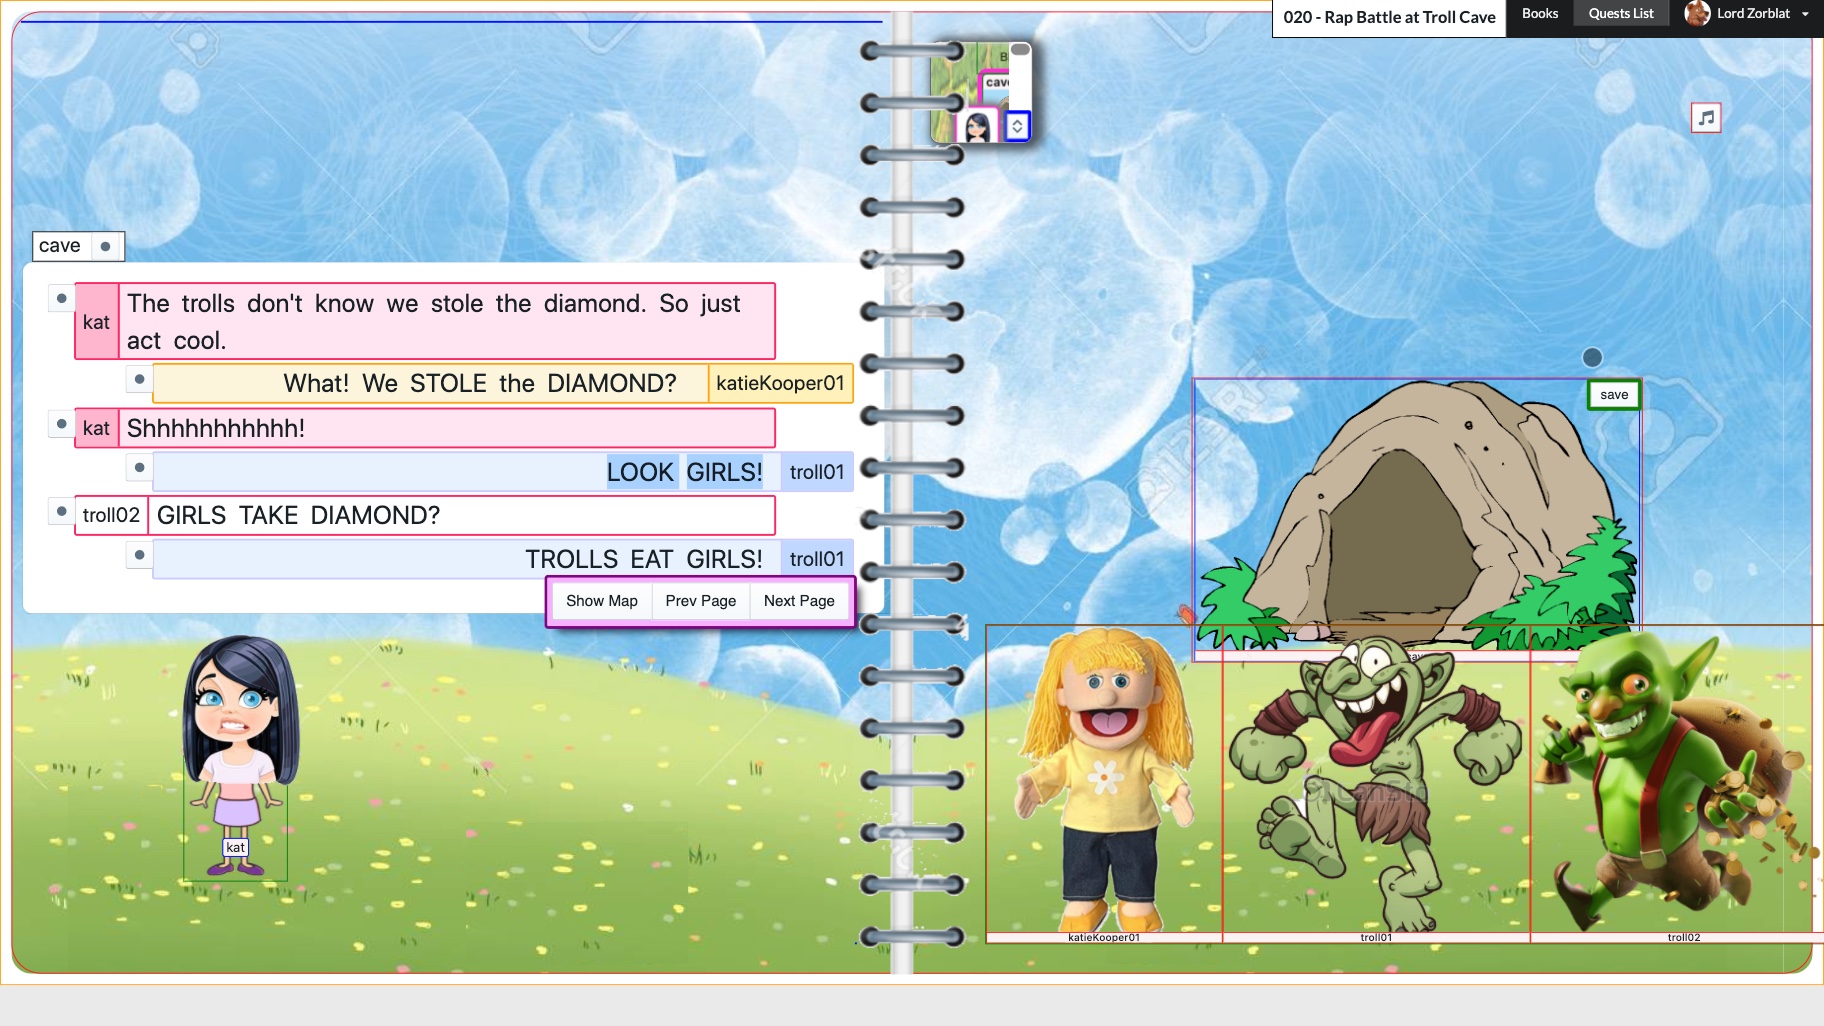 020 - Rap Battle at Troll Cave
Books
Quests List
Lord Zorblat
B
cave
cave
The trolls don't know we stole the diamond. So just
act cool.
kat
What! We STOLE the DIAMOND?
katieKooper01
kat
Shhhhhhhhhhh!
LOOK GIRLS!
troll01
troll02
GIRLS TAKE DIAMOND?
TROLLS EAT GIRLS!
troll01
Show Map
Prev Page
Next Page
save
kat
katieKooper01
troll01
troll02